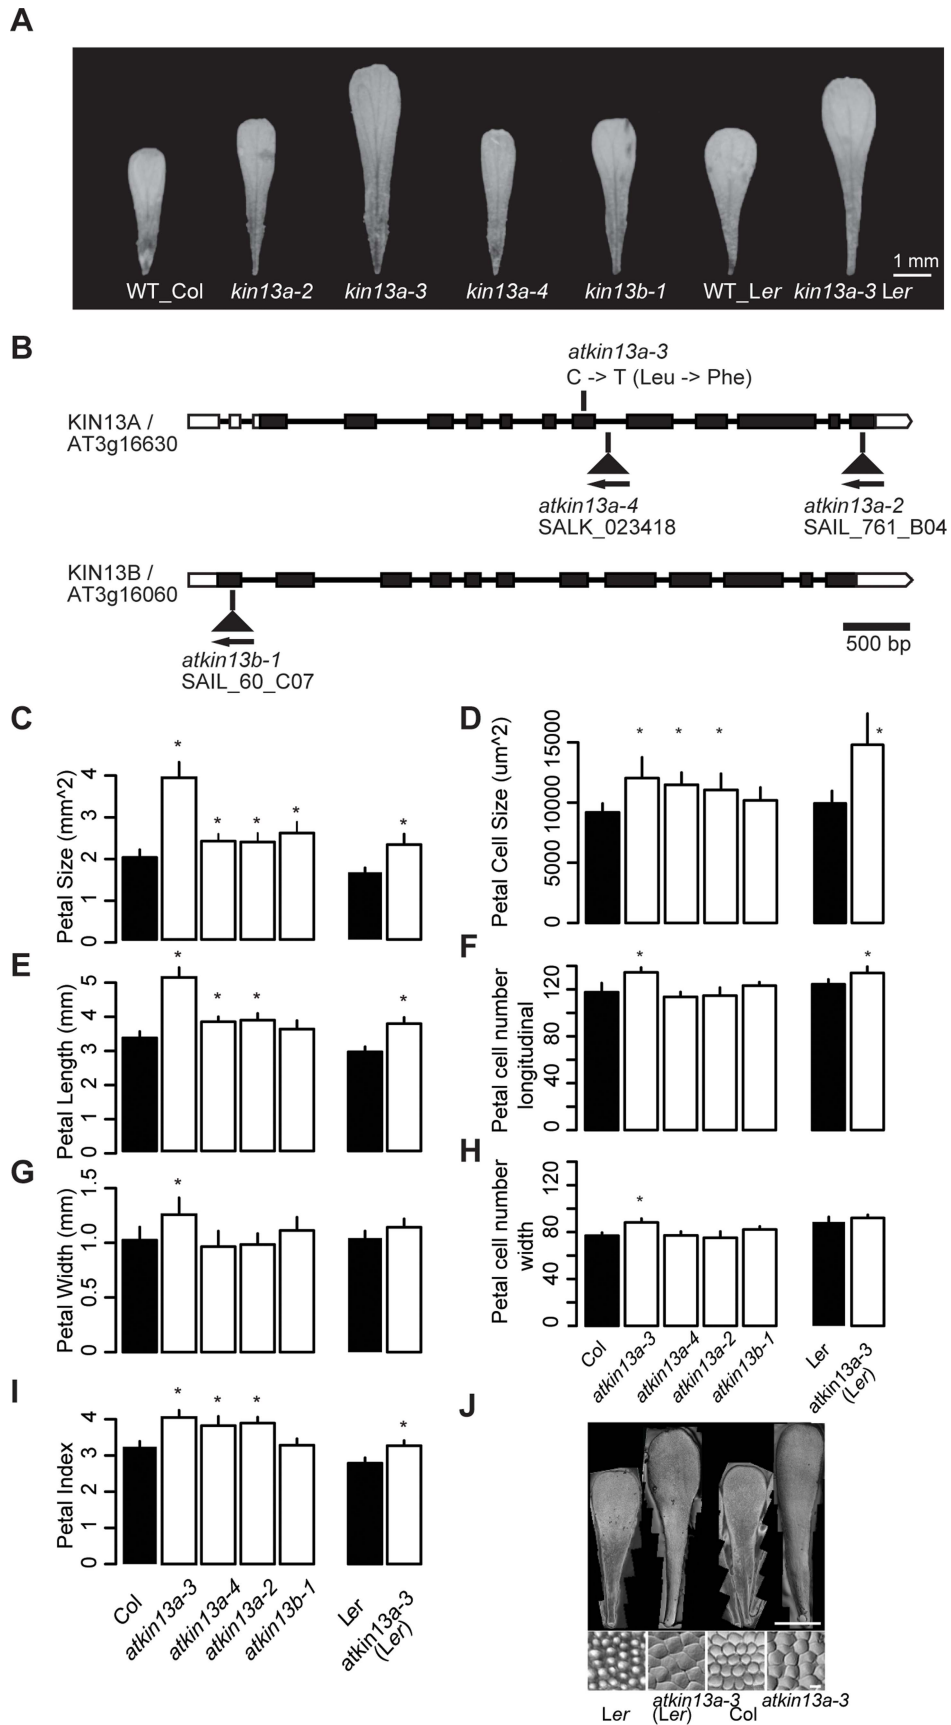 A
1 mm
WT_Col kin13a-2 kin13a-3 kin13a-4 kin13b-1 WT_Ler kin13a-3 Ler
B
atkin13a-3
C -> T (Leu -> Phe)
KIN13A /
AT3g16630
atkin13a-4
SALK_023418
atkin13a-2
SAIL_761_B04
KIN13B /
AT3g16060
500 bp
atkin13b-1
SAIL_60_C07
C
Petal Size (mm^2)
4
3
2
1
0
* * * * *
D
Petal Cell Size (um^2)
15000
10000
5000
0
* * * *
E
Petal Length (mm)
5
4
3
2
1
0
* * * *
F
Petal cell number
longitudinal
120
80
40
0
* *
G
Petal Width (mm)
1.5
1.0
0.5
0
*
H
Petal cell number
width
120
80
40
0
*
Col
atkin13a-3
atkin13a-4
atkin13a-2
atkin13b-1
Ler
atkin13a-3
(Ler)
I
Petal Index
4
3
2
1
0
* * * *
Col
atkin13a-3
atkin13a-4
atkin13a-2
atkin13b-1
Ler
atkin13a-3
(Ler)
J
Ler
atkin13a-3
(Ler)
Col
atkin13a-3